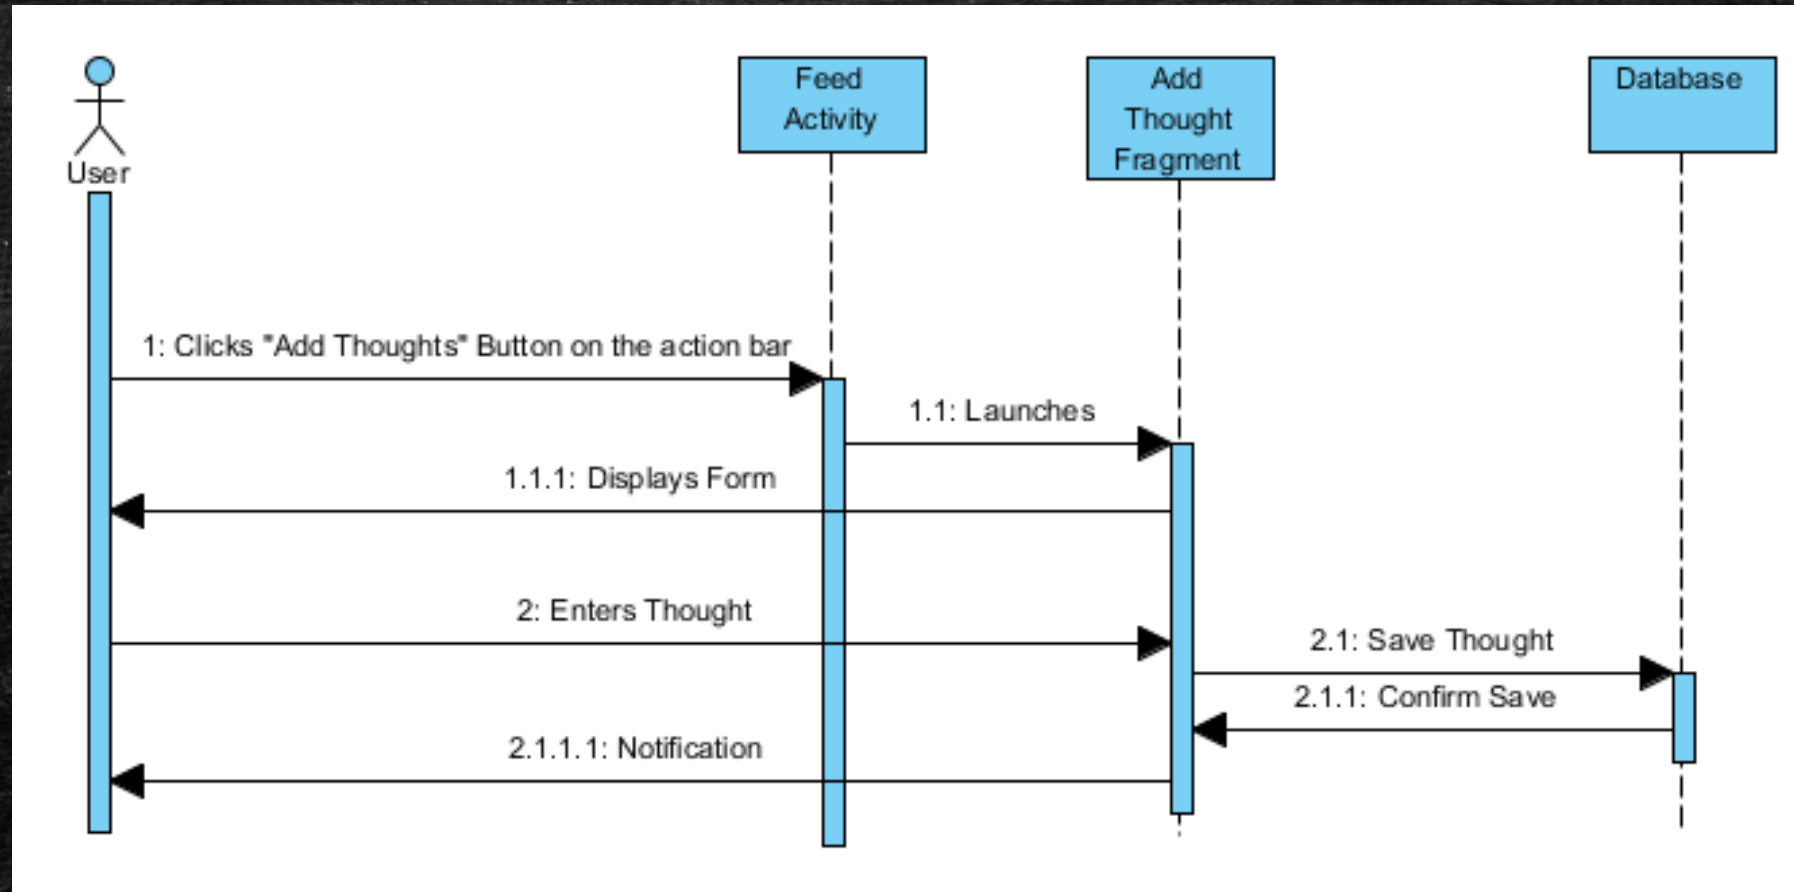 User
Feed
Activity
Add
Thought
Fragment
Database
1: Clicks "Add Thoughts" Button on the action bar
1.1: Launches
1.1.1: Displays Form
2: Enters Thought
2.1: Save Thought
2.1.1: Confirm Save
2.1.1.1: Notification